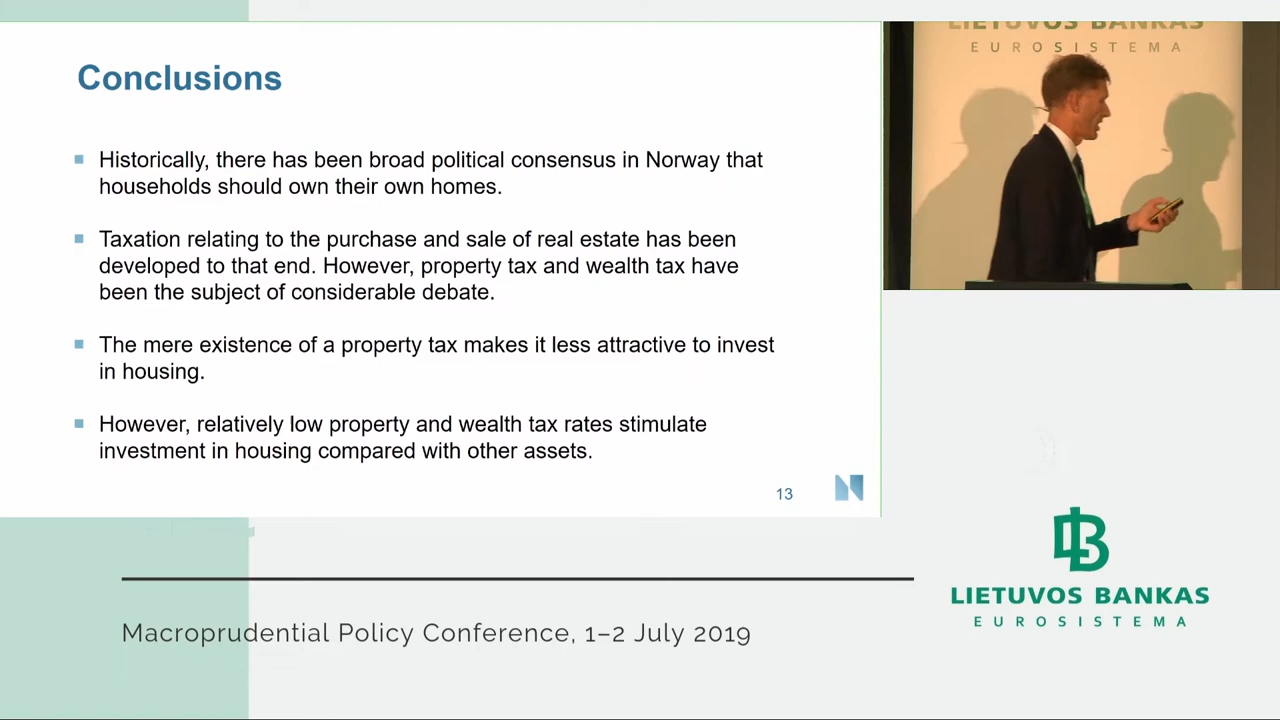 Conclusions
Historically, there has been broad political consensus in Norway that
households should own their own homes.
Taxation relating to the purchase and sale of real estate has been
developed to that end. However, property tax and wealth tax have
been the subject of considerable debate.
The mere existence of a property tax makes it less attractive to invest
in housing.
However, relatively low property and wealth tax rates stimulate
investment in housing compared with other assets.
13
LIETUVOS BANKAS
EUROSISTEMA
LIETUVOS BANKAS
EUROSISTEMA
Macroprudential Policy Conference, 1–2 July 2019